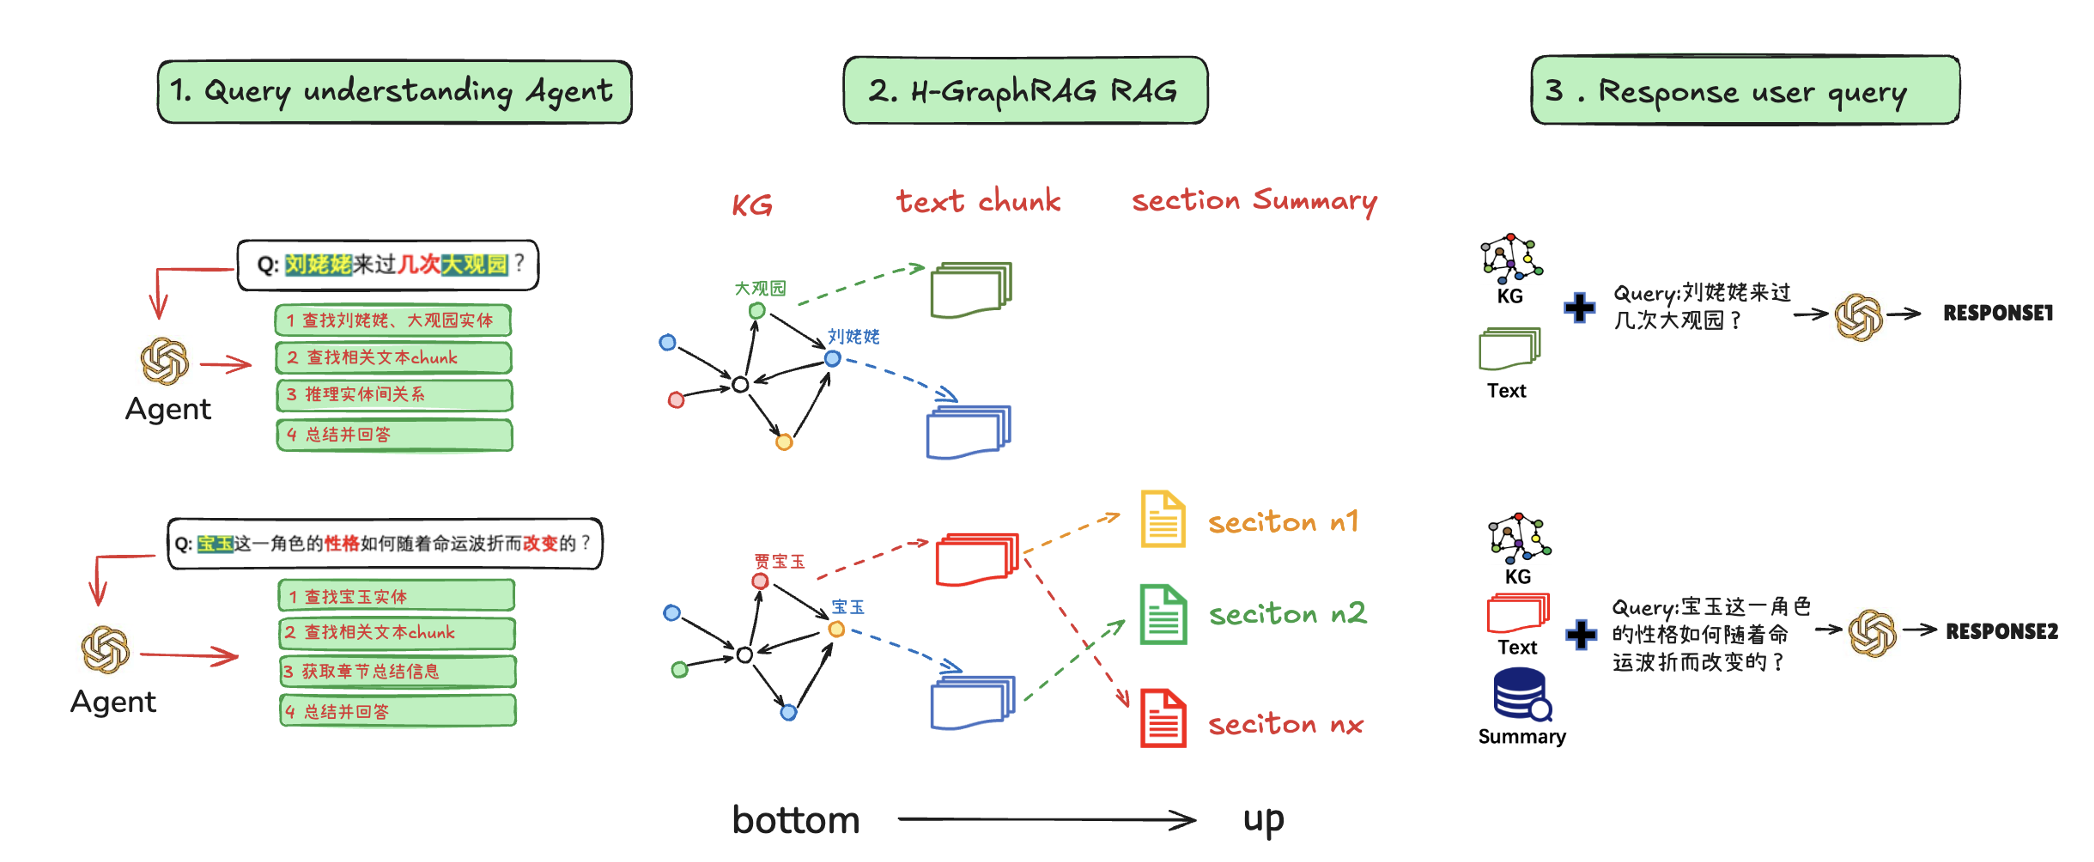 1. Query understanding Agent
2. H-GraphRAG RAG
3 . Response user query
KG
text chunk
section Summary
Q: 刘姥姥来过几次大观园？
1 查找刘姥姥、大观园实体
2 查找相关文本chunk
3 推理实体间关系
4 总结并回答
Agent
大观园
刘姥姥
KG
Text
Query:刘姥姥来过
几次大观园？
RESPONSE1
Q: 宝玉这一角色的性格如何随着命运波折而改变的？
1 查找宝玉实体
2 查找相关文本chunk
3 获取章节总结信息
4 总结并回答
Agent
贾宝玉
宝玉
seciton n1
seciton n2
seciton nx
KG
Text
Summary
Query:宝玉这一角色
的性格如何随着命
运波折而改变的？
RESPONSE2
bottom
up